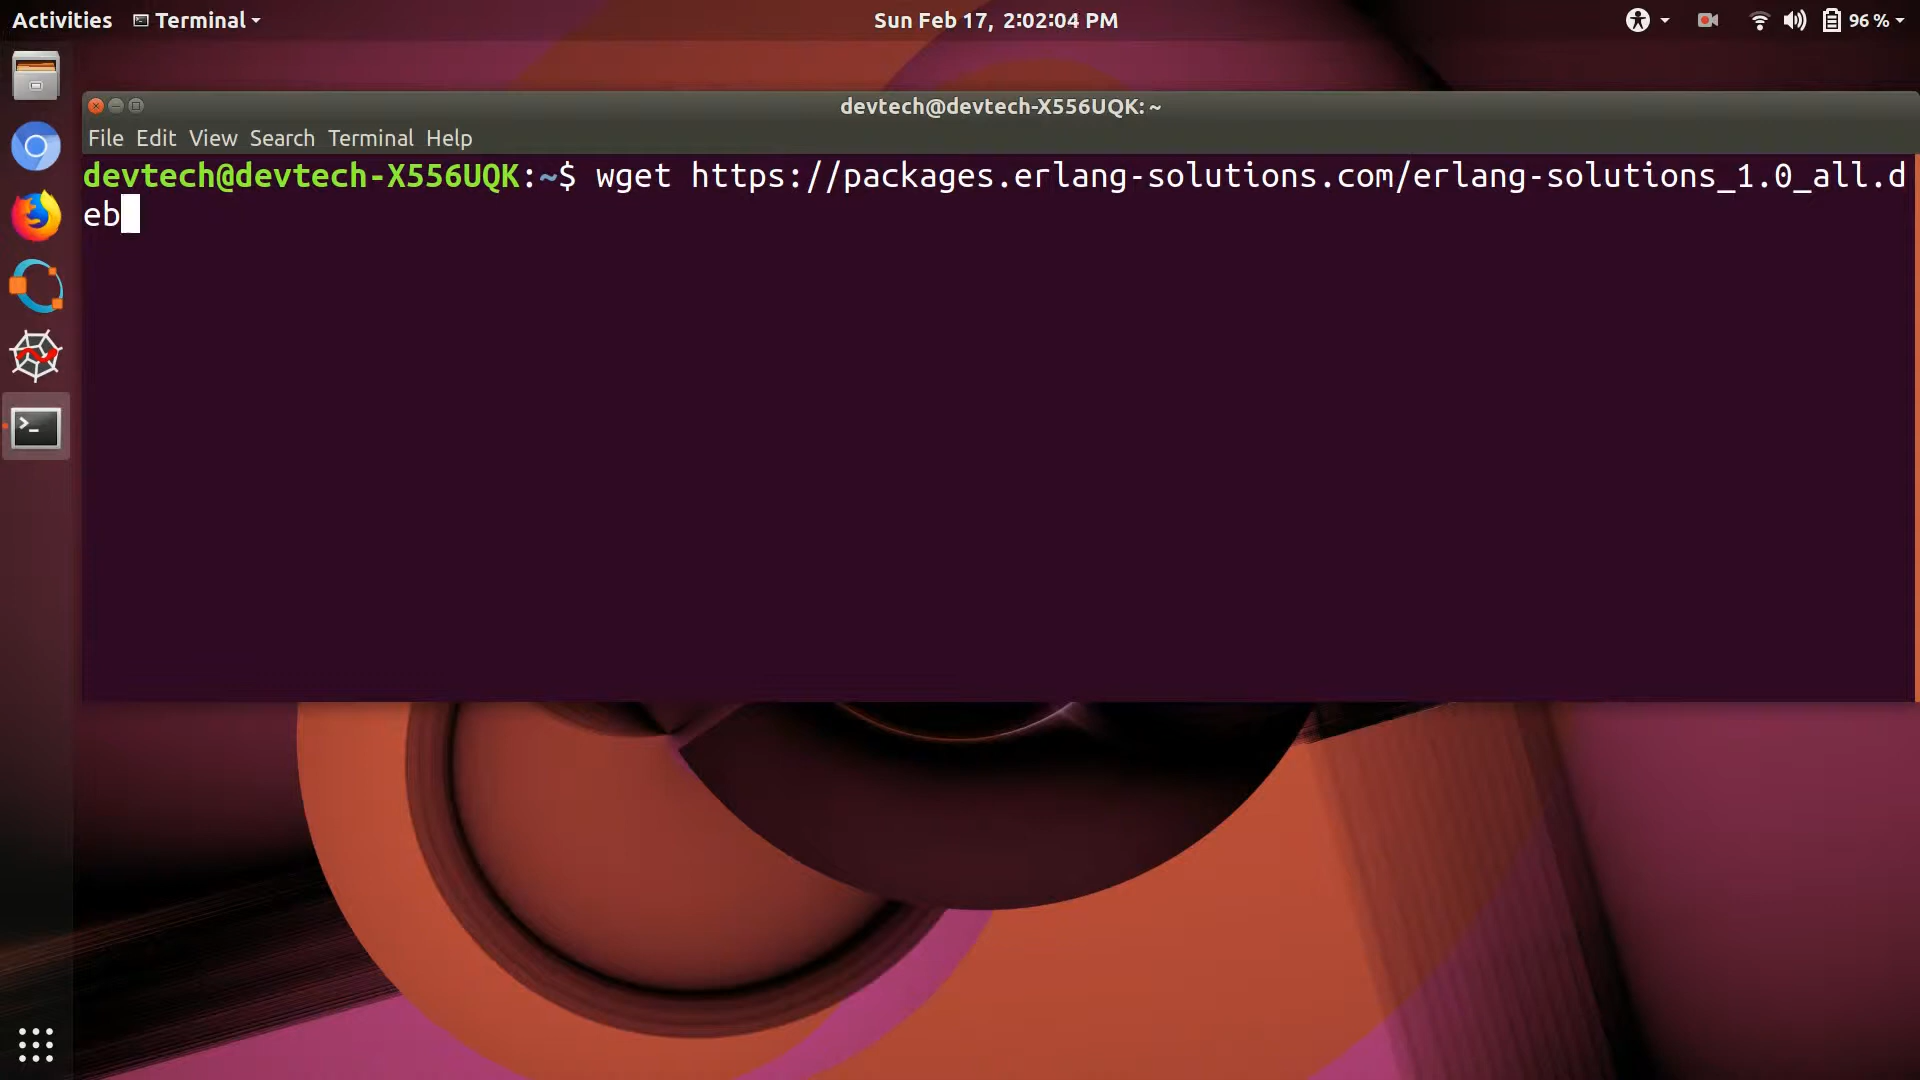 Activities Terminal Sun Feb 17, 2:02:04 PM 96 %
devtech@devtech-X556UQK: ~
File Edit View Search Terminal Help
devtech@devtech-X556UQK:~$ wget https://packages.erlang-solutions.com/erlang-solutions_1.0_all.d
eb